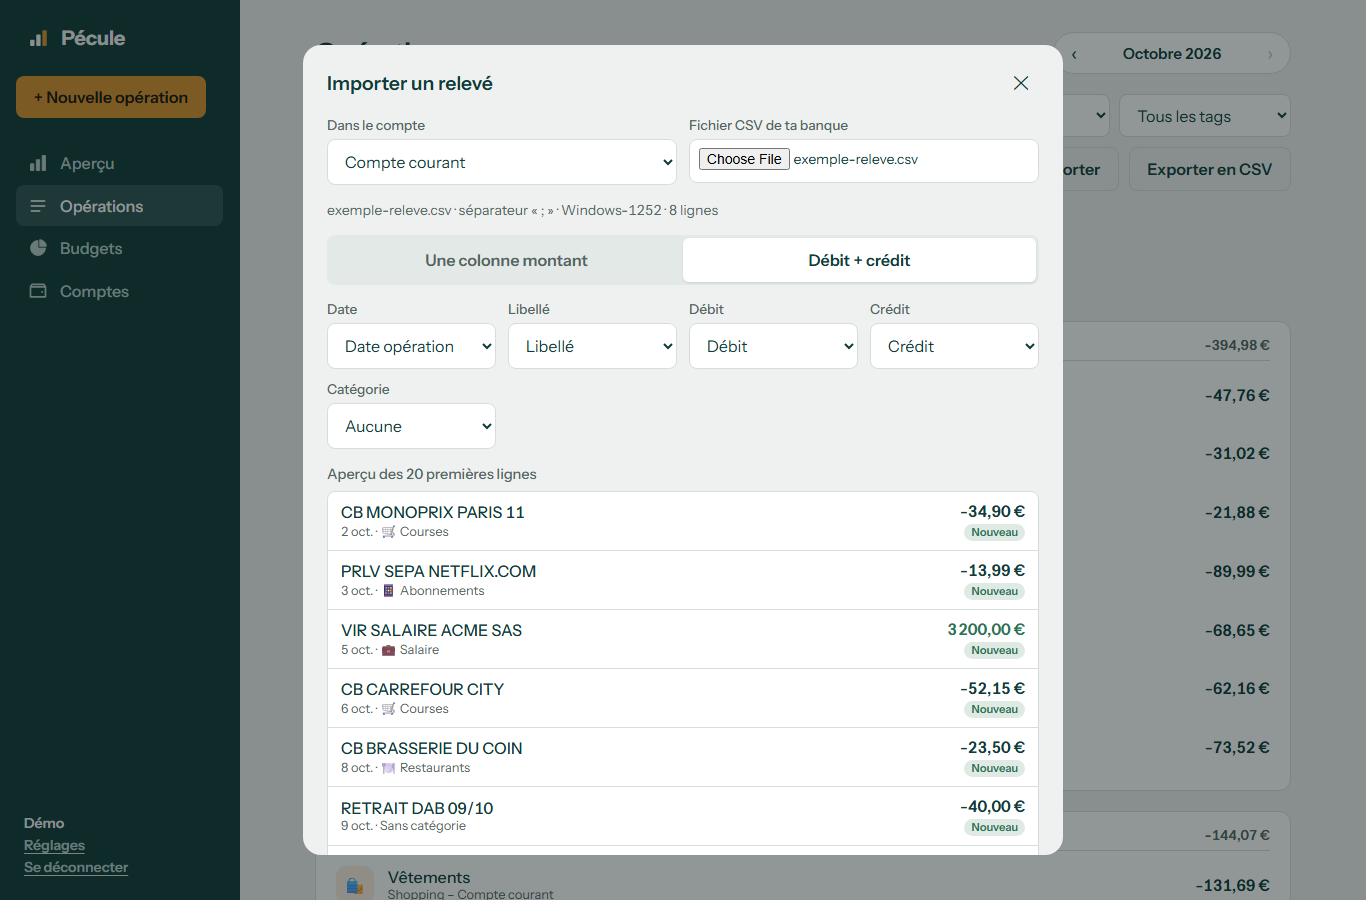 Pécule
+ Nouvelle opération
Aperçu
Opérations
Budgets
Comptes
Démo
Réglages
Se déconnecter
‹ Octobre 2026 ›
Tous les tags
orter
Exporter en CSV
Importer un relevé
Dans le compte
Fichier CSV de ta banque
Compte courant
Choose File exemple-releve.csv
exemple-releve.csv · séparateur « ; » · Windows-1252 · 8 lignes
Une colonne montant
Débit + crédit
Date
Libellé
Débit
Crédit
Date opération
Libellé
Débit
Crédit
Catégorie
Aucune
Aperçu des 20 premières lignes
CB MONOPRIX PARIS 11
−34,90 €
2 oct. · 🛒 Courses
Nouveau
PRLV SEPA NETFLIX.COM
−13,99 €
3 oct. · Abonnements
Nouveau
VIR SALAIRE ACME SAS
3 200,00 €
5 oct. · 💼 Salaire
Nouveau
CB CARREFOUR CITY
−52,15 €
6 oct. · 🛒 Courses
Nouveau
CB BRASSERIE DU COIN
−23,50 €
8 oct. · 🍽️ Restaurants
Nouveau
RETRAIT DAB 09/10
−40,00 €
9 oct. · Sans catégorie
Nouveau
−394,98 €
−47,76 €
−31,02 €
−21,88 €
−89,99 €
−68,65 €
−62,16 €
−73,52 €
−144,07 €
Vêtements
Shopping – Compte courant
−131,69 €